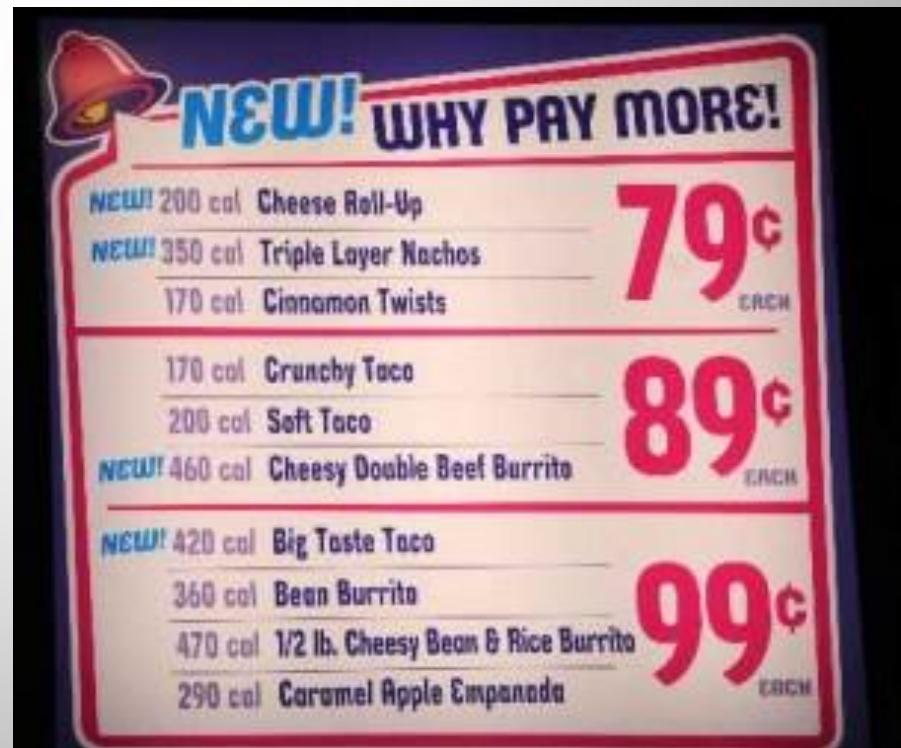 NEW! WHY PAY MORE!
NEW! 200 cal Cheese Roll-Up
NEW! 350 cal Triple Layer Nachos
170 cal Cinnamon Twists
79¢
EACH
170 cal Crunchy Taco
200 cal Soft Taco
NEW! 460 cal Cheesy Double Beef Burrito
89¢
EACH
NEW! 420 cal Big Taste Taco
360 cal Bean Burrito
470 cal 1/2 lb. Cheesy Bean & Rice Burrito
290 cal Caramel Apple Empanada
99¢
EACH